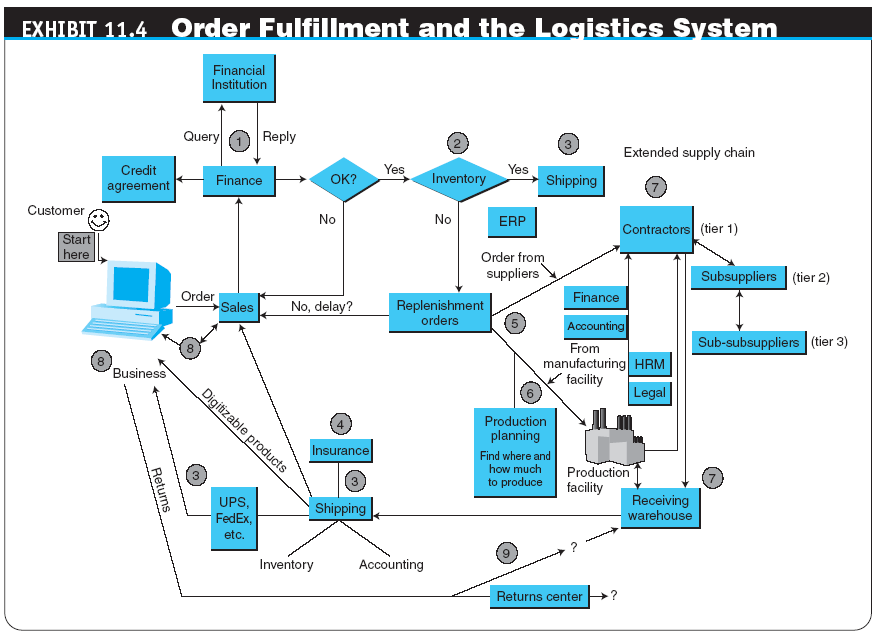 EXHIBIT 11.4 Order Fulfillment and the Logistics System
Financial
Institution
Query
1
Reply
2
3
Extended supply chain
Credit
agreement
Finance
OK?
Yes
Inventory
Yes
Shipping
7
Customer
Start
here
No
No
ERP
Contractors
(tier 1)
Order from
suppliers
Subsuppliers
(tier 2)
Order
Sales
No, delay?
Replenishment
orders
Finance
5
Accounting
Sub-subsuppliers
(tier 3)
8
8
Business
From
manufacturing
facility
HRM
Legal
6
Digitizable products
4
Insurance
Production
planning
Find where and
how much
to produce
Production
facility
3
3
7
Returns
UPS,
FedEx,
etc.
Shipping
Receiving
warehouse
Inventory
Accounting
9
?
Returns center
?